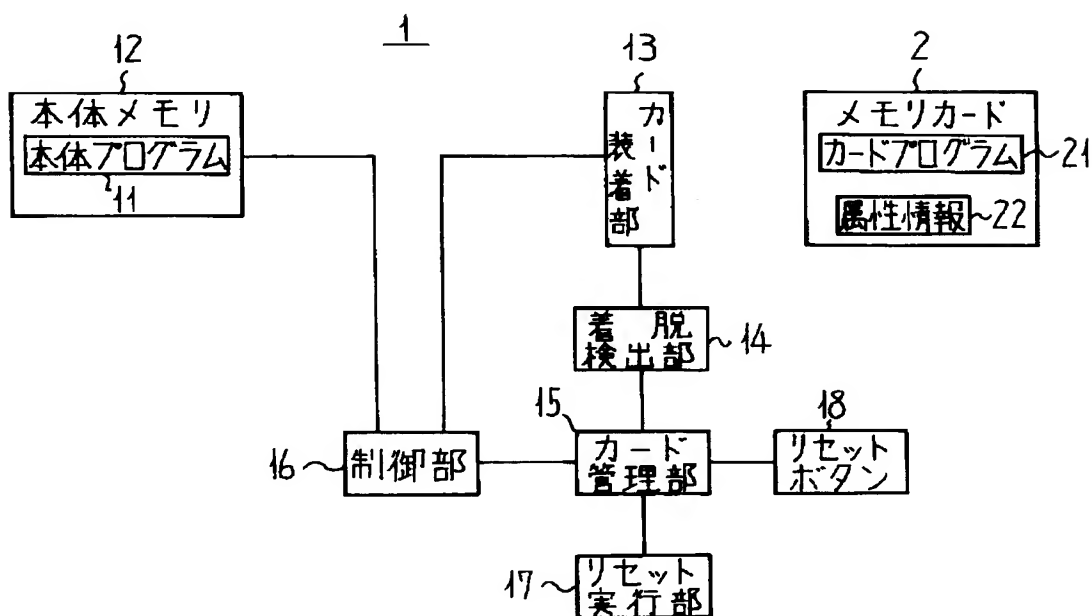 1
12
本体メモリ
本体プログラム
11
13
カード
装着部
2
メモリカード
カードプログラム
21
属性情報
22
着脱
検出部
14
15
カード
管理部
16
制御部
18
リセット
ボタン
17
リセット
実行部